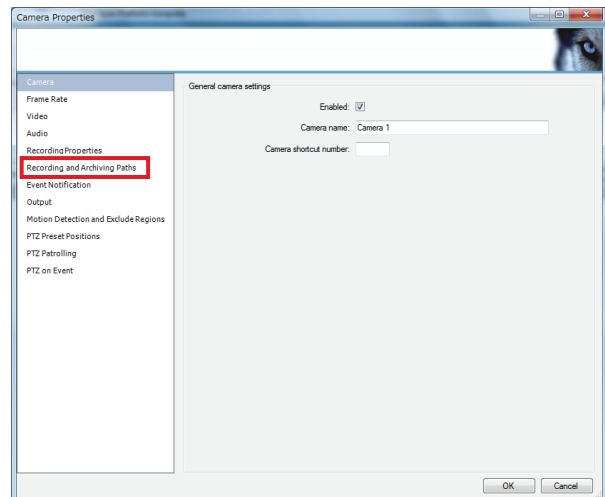 Camera Properties
Camera
Frame Rate
Video
Audio
Recording Properties
Recording and Archiving Paths
Event Notification
Output
Motion Detection and Exclude Regions
PTZ Preset Positions
PTZ Patrolling
PTZ on Event
General camera settings
Enabled:
Camera name: Camera 1
Camera shortcut number:
OK Cancel